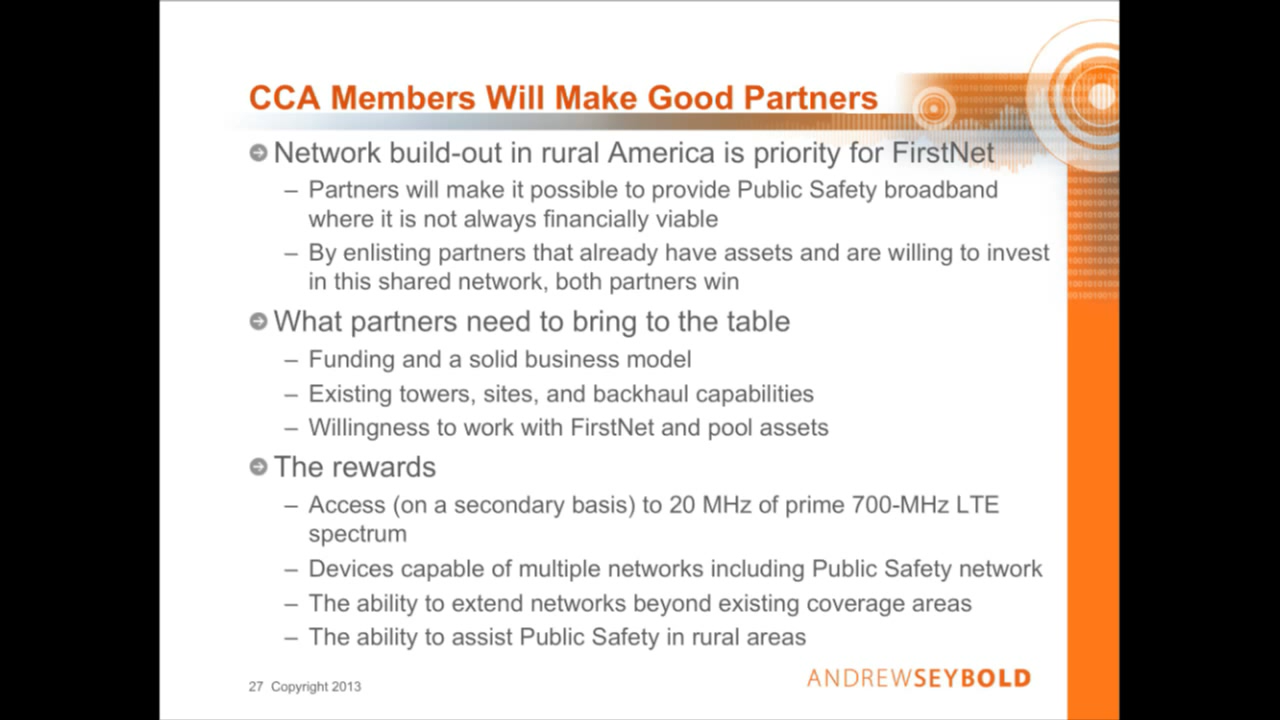 CCA Members Will Make Good Partners
Network build-out in rural America is priority for FirstNet
– Partners will make it possible to provide Public Safety broadband
where it is not always financially viable
– By enlisting partners that already have assets and are willing to invest
in this shared network, both partners win
What partners need to bring to the table
– Funding and a solid business model
– Existing towers, sites, and backhaul capabilities
– Willingness to work with FirstNet and pool assets
The rewards
– Access (on a secondary basis) to 20 MHz of prime 700-MHz LTE
spectrum
– Devices capable of multiple networks including Public Safety network
– The ability to extend networks beyond existing coverage areas
– The ability to assist Public Safety in rural areas
27 Copyright 2013
ANDREWSEYBOLD